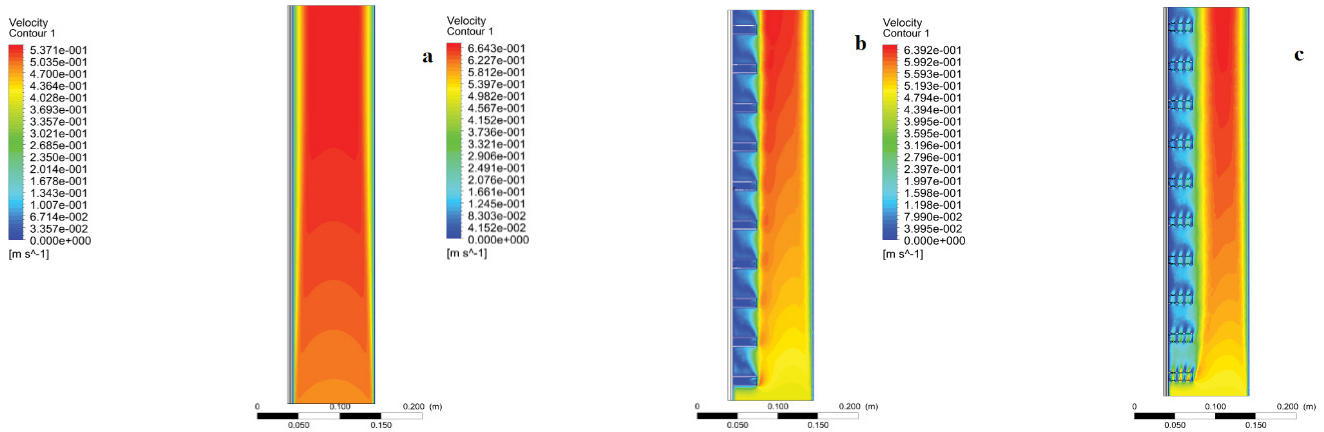 Velocity
Contour 1
5.371e-001
5.035e-001
4.700e-001
4.364e-001
4.028e-001
3.693e-001
3.357e-001
3.021e-001
2.685e-001
2.350e-001
2.014e-001
1.678e-001
1.343e-001
1.007e-001
6.714e-002
3.357e-002
0.000e+000
[m s^-1]
a
0 0.100 0.200 (m)
0.050 0.150
Velocity
Contour 1
6.643e-001
6.227e-001
5.812e-001
5.397e-001
4.982e-001
4.567e-001
4.152e-001
3.736e-001
3.321e-001
2.906e-001
2.491e-001
2.076e-001
1.661e-001
1.245e-001
8.303e-002
4.152e-002
0.000e+000
[m s^-1]
b
0 0.100 0.200 (m)
0.050 0.150
Velocity
Contour 1
6.392e-001
5.992e-001
5.593e-001
5.193e-001
4.794e-001
4.394e-001
3.995e-001
3.595e-001
3.196e-001
2.796e-001
2.397e-001
1.997e-001
1.598e-001
1.198e-001
7.990e-002
3.995e-002
0.000e+000
[m s^-1]
c
0 0.100 0.200 (m)
0.050 0.150